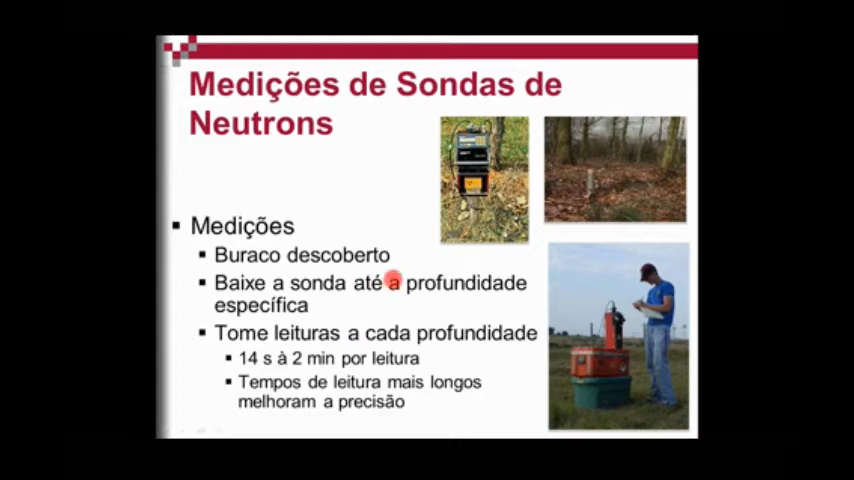 Medições de Sondas de
Neutrons
Medições
Buraco descoberto
Baixe a sonda até a profundidade
específica
Tome leituras a cada profundidade
14 s à 2 min por leitura
Tempos de leitura mais longos
melhoram a precisão